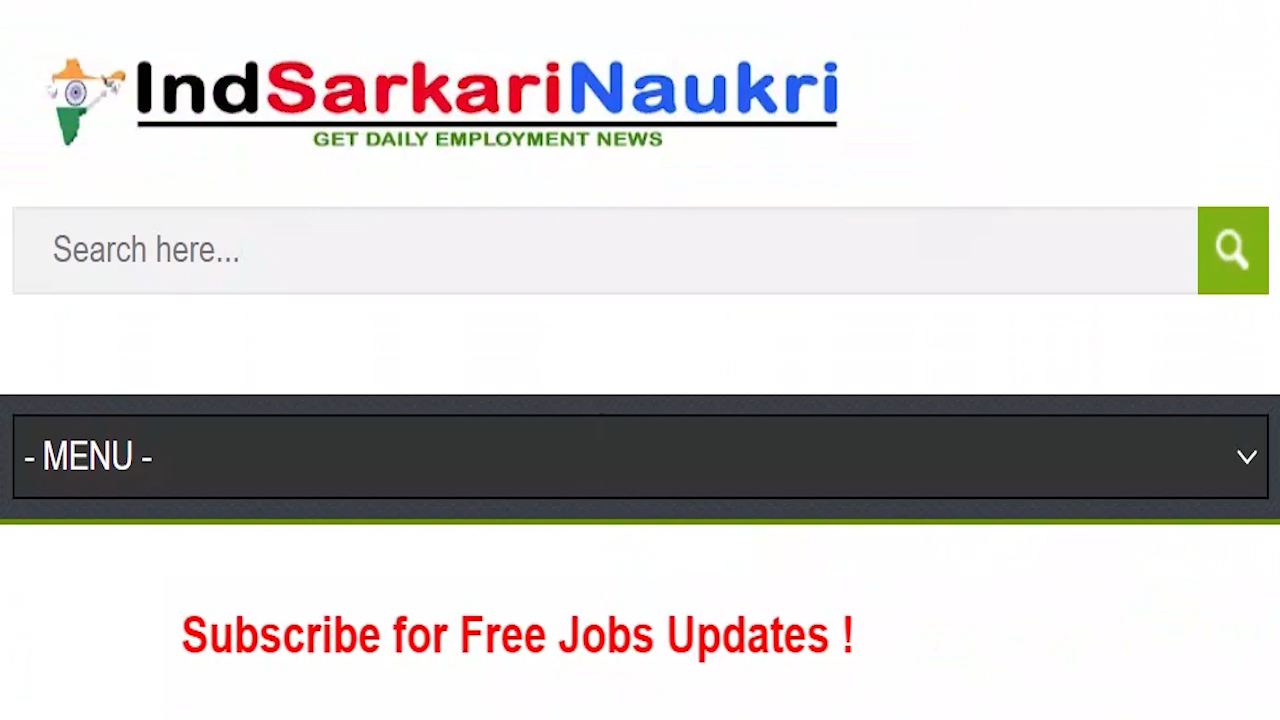 IndSarkariNaukri
GET DAILY EMPLOYMENT NEWS
Search here...
- MENU -
Subscribe for Free Jobs Updates !